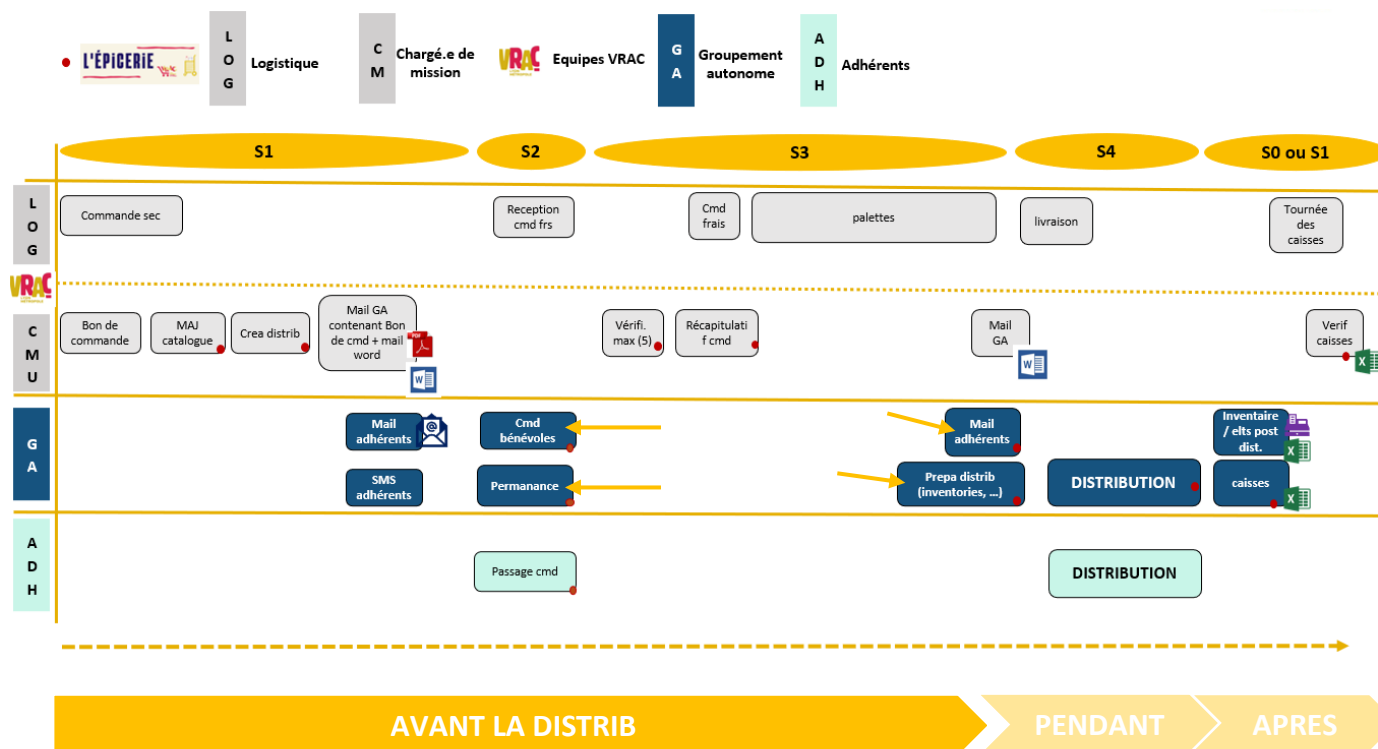 L'ÉPiCERiE
L
O
G
Logistique
C
M
Chargé.e de
mission
VRAC
Equipes VRAC
G
A
Groupement
autonome
A
D
H
Adhérents
S1
S2
S3
S4
S0 ou S1
L
O
G
Commande sec
Reception
cmd frs
Cmd
frais
palettes
livraison
Tournée
des
caisses
VRAC
C
M
U
Bon de
commande
MAJ
catalogue
Crea distrib
Mail GA
contenant Bon
de cmd + mail
word
PDF
W
Vérifi.
max (5)
Récapitulati
f cmd
Mail
GA
W
Verif
caisses
X
G
A
Mail
adhérents
@
Cmd
bénévoles
Mail
adhérents
Inventaire
/ elts post
dist.
X
SMS
adhérents
Permanance
Prepa distrib
(inventories, ...)
DISTRIBUTION
caisses
X
A
D
H
Passage cmd
DISTRIBUTION
AVANT LA DISTRIB
PENDANT
APRES